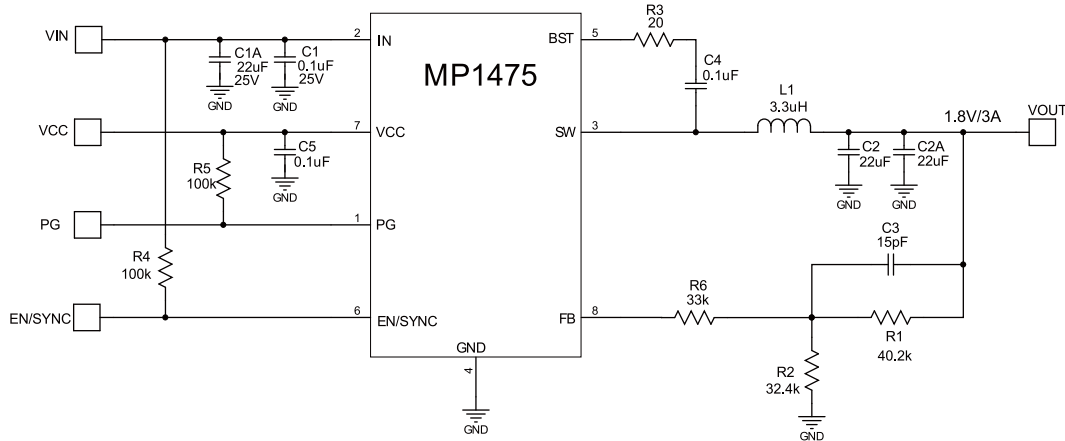 VIN
2
IN
C1A
22uF
25V
GND
C1
0.1uF
25V
GND
MP1475
BST
5
R3
20
C4
0.1uF
VCC
7
VCC
C5
0.1uF
GND
R5
100k
SW
3
L1
3.3uH
1.8V/3A
VOUT
C2
22uF
GND
C2A
22uF
GND
PG
1
PG
R4
100k
C3
15pF
EN/SYNC
6
EN/SYNC
FB
8
R6
33k
R1
40.2k
GND
4
GND
R2
32.4k
GND